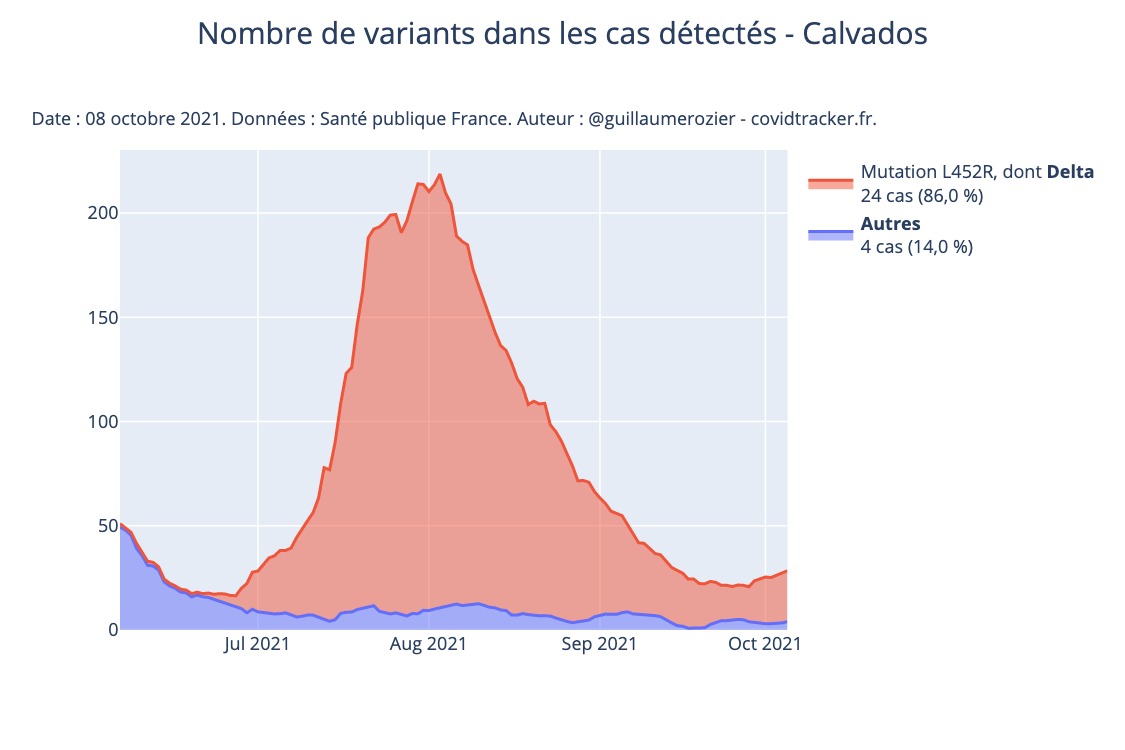 Nombre de variants dans les cas détectés - Calvados
Date : 08 octobre 2021. Données : Santé publique France. Auteur : @guillaumerozier - covidtracker.fr.
Mutation L452R, dont Delta
24 cas (86,0 %)
Autres
4 cas (14,0 %)
200
150
100
50
0
Jul 2021
Aug 2021
Sep 2021
Oct 2021